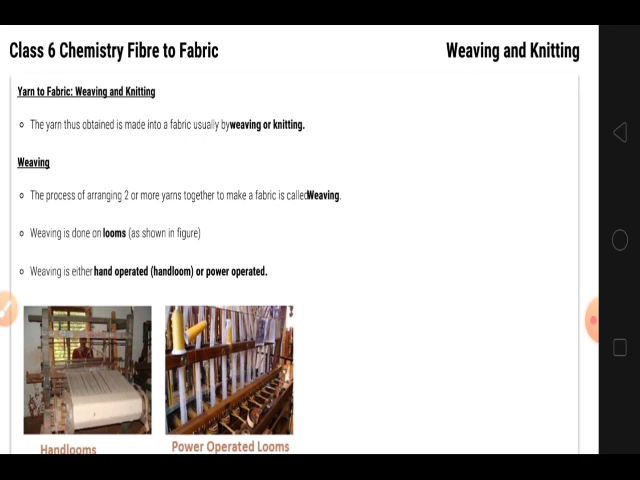 Class 6 Chemistry Fibre to Fabric Weaving and Knitting
Yarn to Fabric: Weaving and Knitting
The yarn thus obtained is made into a fabric usually by weaving or knitting.
Weaving
The process of arranging 2 or more yarns together to make a fabric is called Weaving.
Weaving is done on looms (as shown in figure)
Weaving is either hand operated (handloom) or power operated.
Handlooms Power Operated Looms